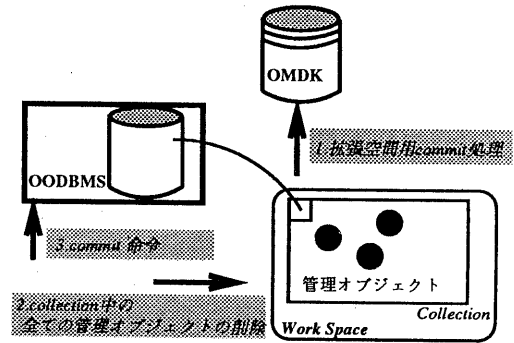 OMDK
1.拡張空間用commit処理
OODBMS
3.commit 命令
管理オブジェクト
Collection
2.collection中の
全ての管理オブジェクトの削除
Work Space